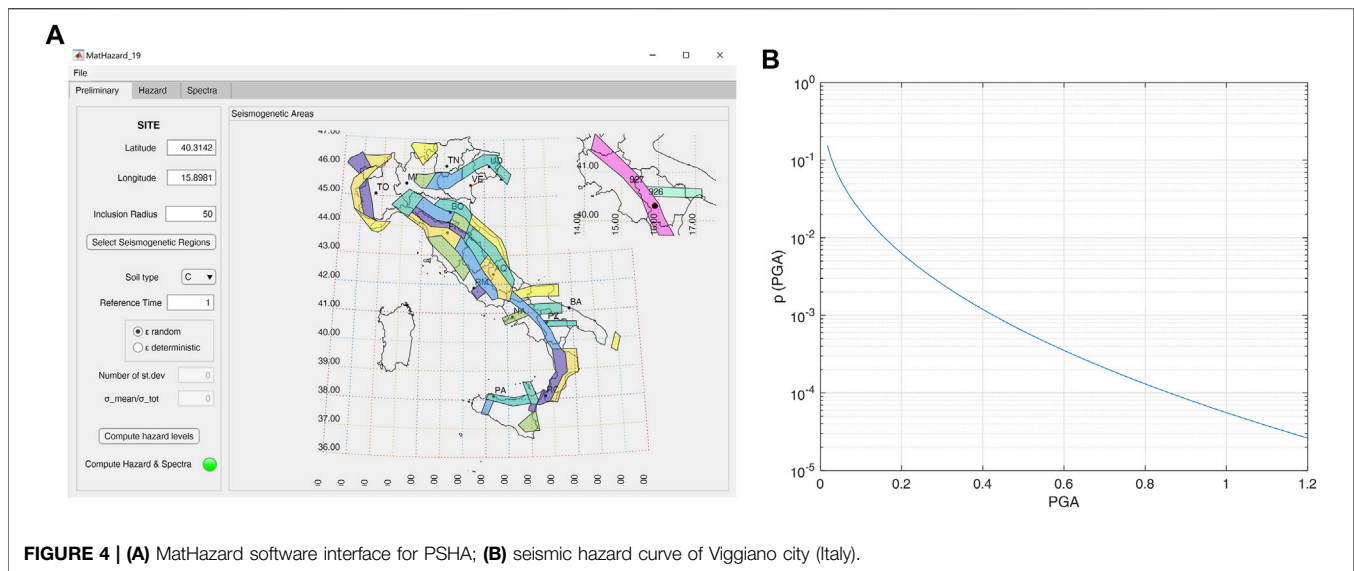 A
MatHazard_19
File
Preliminary Hazard Spectra
SITE
Latitude 40.3142
Longitude 15.8981
Inclusion Radius 50
Select Seismogenetic Regions
Soil type C
Reference Time 1
ε random
ε deterministic
Number of st.dev 0
σ_mean/σ_tot 0
Compute hazard levels
Compute Hazard & Spectra
Seismogenetic Areas
47.00
46.00
45.00
44.00
43.00
42.00
41.00
40.00
39.00
38.00
37.00
36.00
TN
UD
MI
VE
TO
BO
AQ
RM
BA
NA
PZ
PA
RC
41.00
40.00
927
926
14.00
15.00
16.00
17.00
B
10^0
10^-1
10^-2
10^-3
10^-4
10^-5
p (PGA)
0 0.2 0.4 0.6 0.8 1 1.2
PGA
FIGURE 4 | (A) MatHazard software interface for PSHA; (B) seismic hazard curve of Viggiano city (Italy).